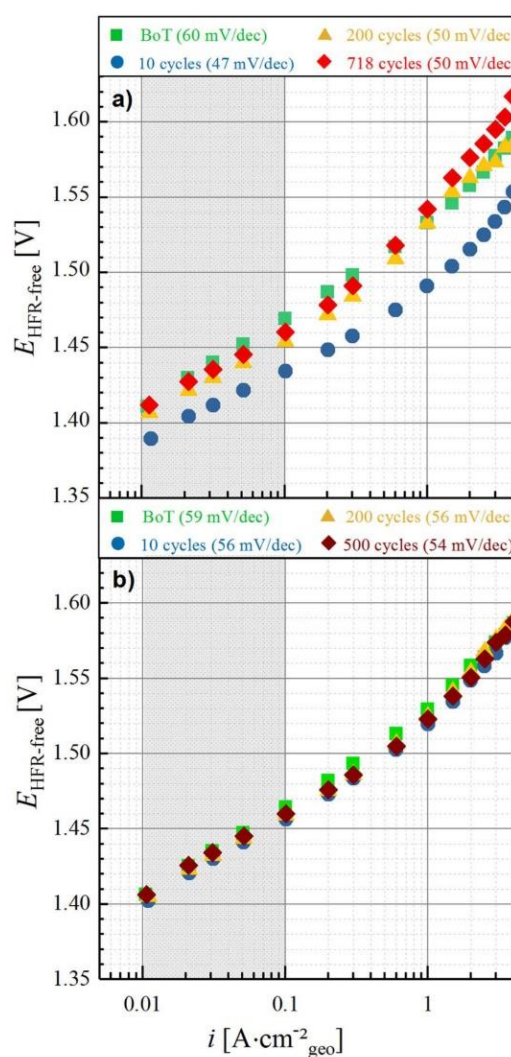 BoT (60 mV/dec) 200 cycles (50 mV/dec)
10 cycles (47 mV/dec) 718 cycles (50 mV/dec)
a)
1.60
1.55
1.50
1.45
1.40
1.35
E_HFR-free [V]
BoT (59 mV/dec) 200 cycles (56 mV/dec)
10 cycles (56 mV/dec) 500 cycles (54 mV/dec)
b)
1.60
1.55
1.50
1.45
1.40
1.35
E_HFR-free [V]
0.01 0.1 1
i [A·cm⁻²geo]